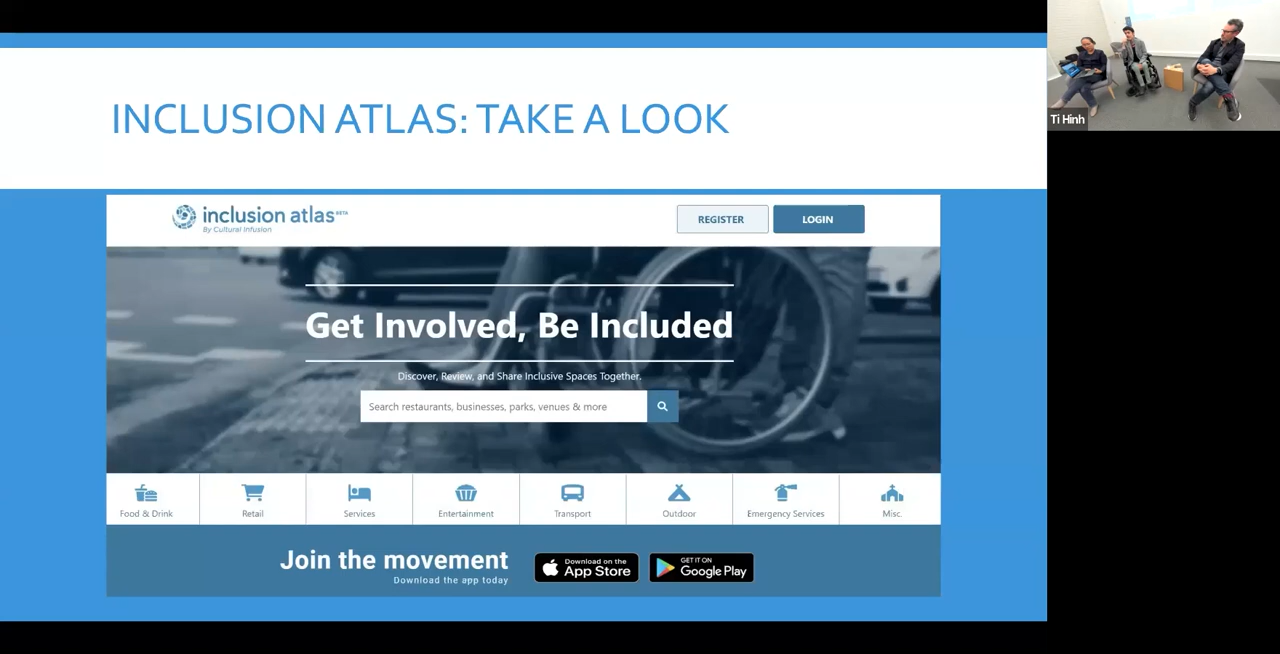 INCLUSION ATLAS: TAKE A LOOK
Ti Hinh
inclusion atlas BETA
By Cultural Infusion
REGISTER
LOGIN
Get Involved, Be Included
Discover, Review, and Share Inclusive Spaces Together.
Search restaurants, businesses, parks, venues & more
Food & Drink
Retail
Services
Entertainment
Transport
Outdoor
Emergency Services
Misc.
Join the movement
Download the app today
Download on the
App Store
GET IT ON
Google Play